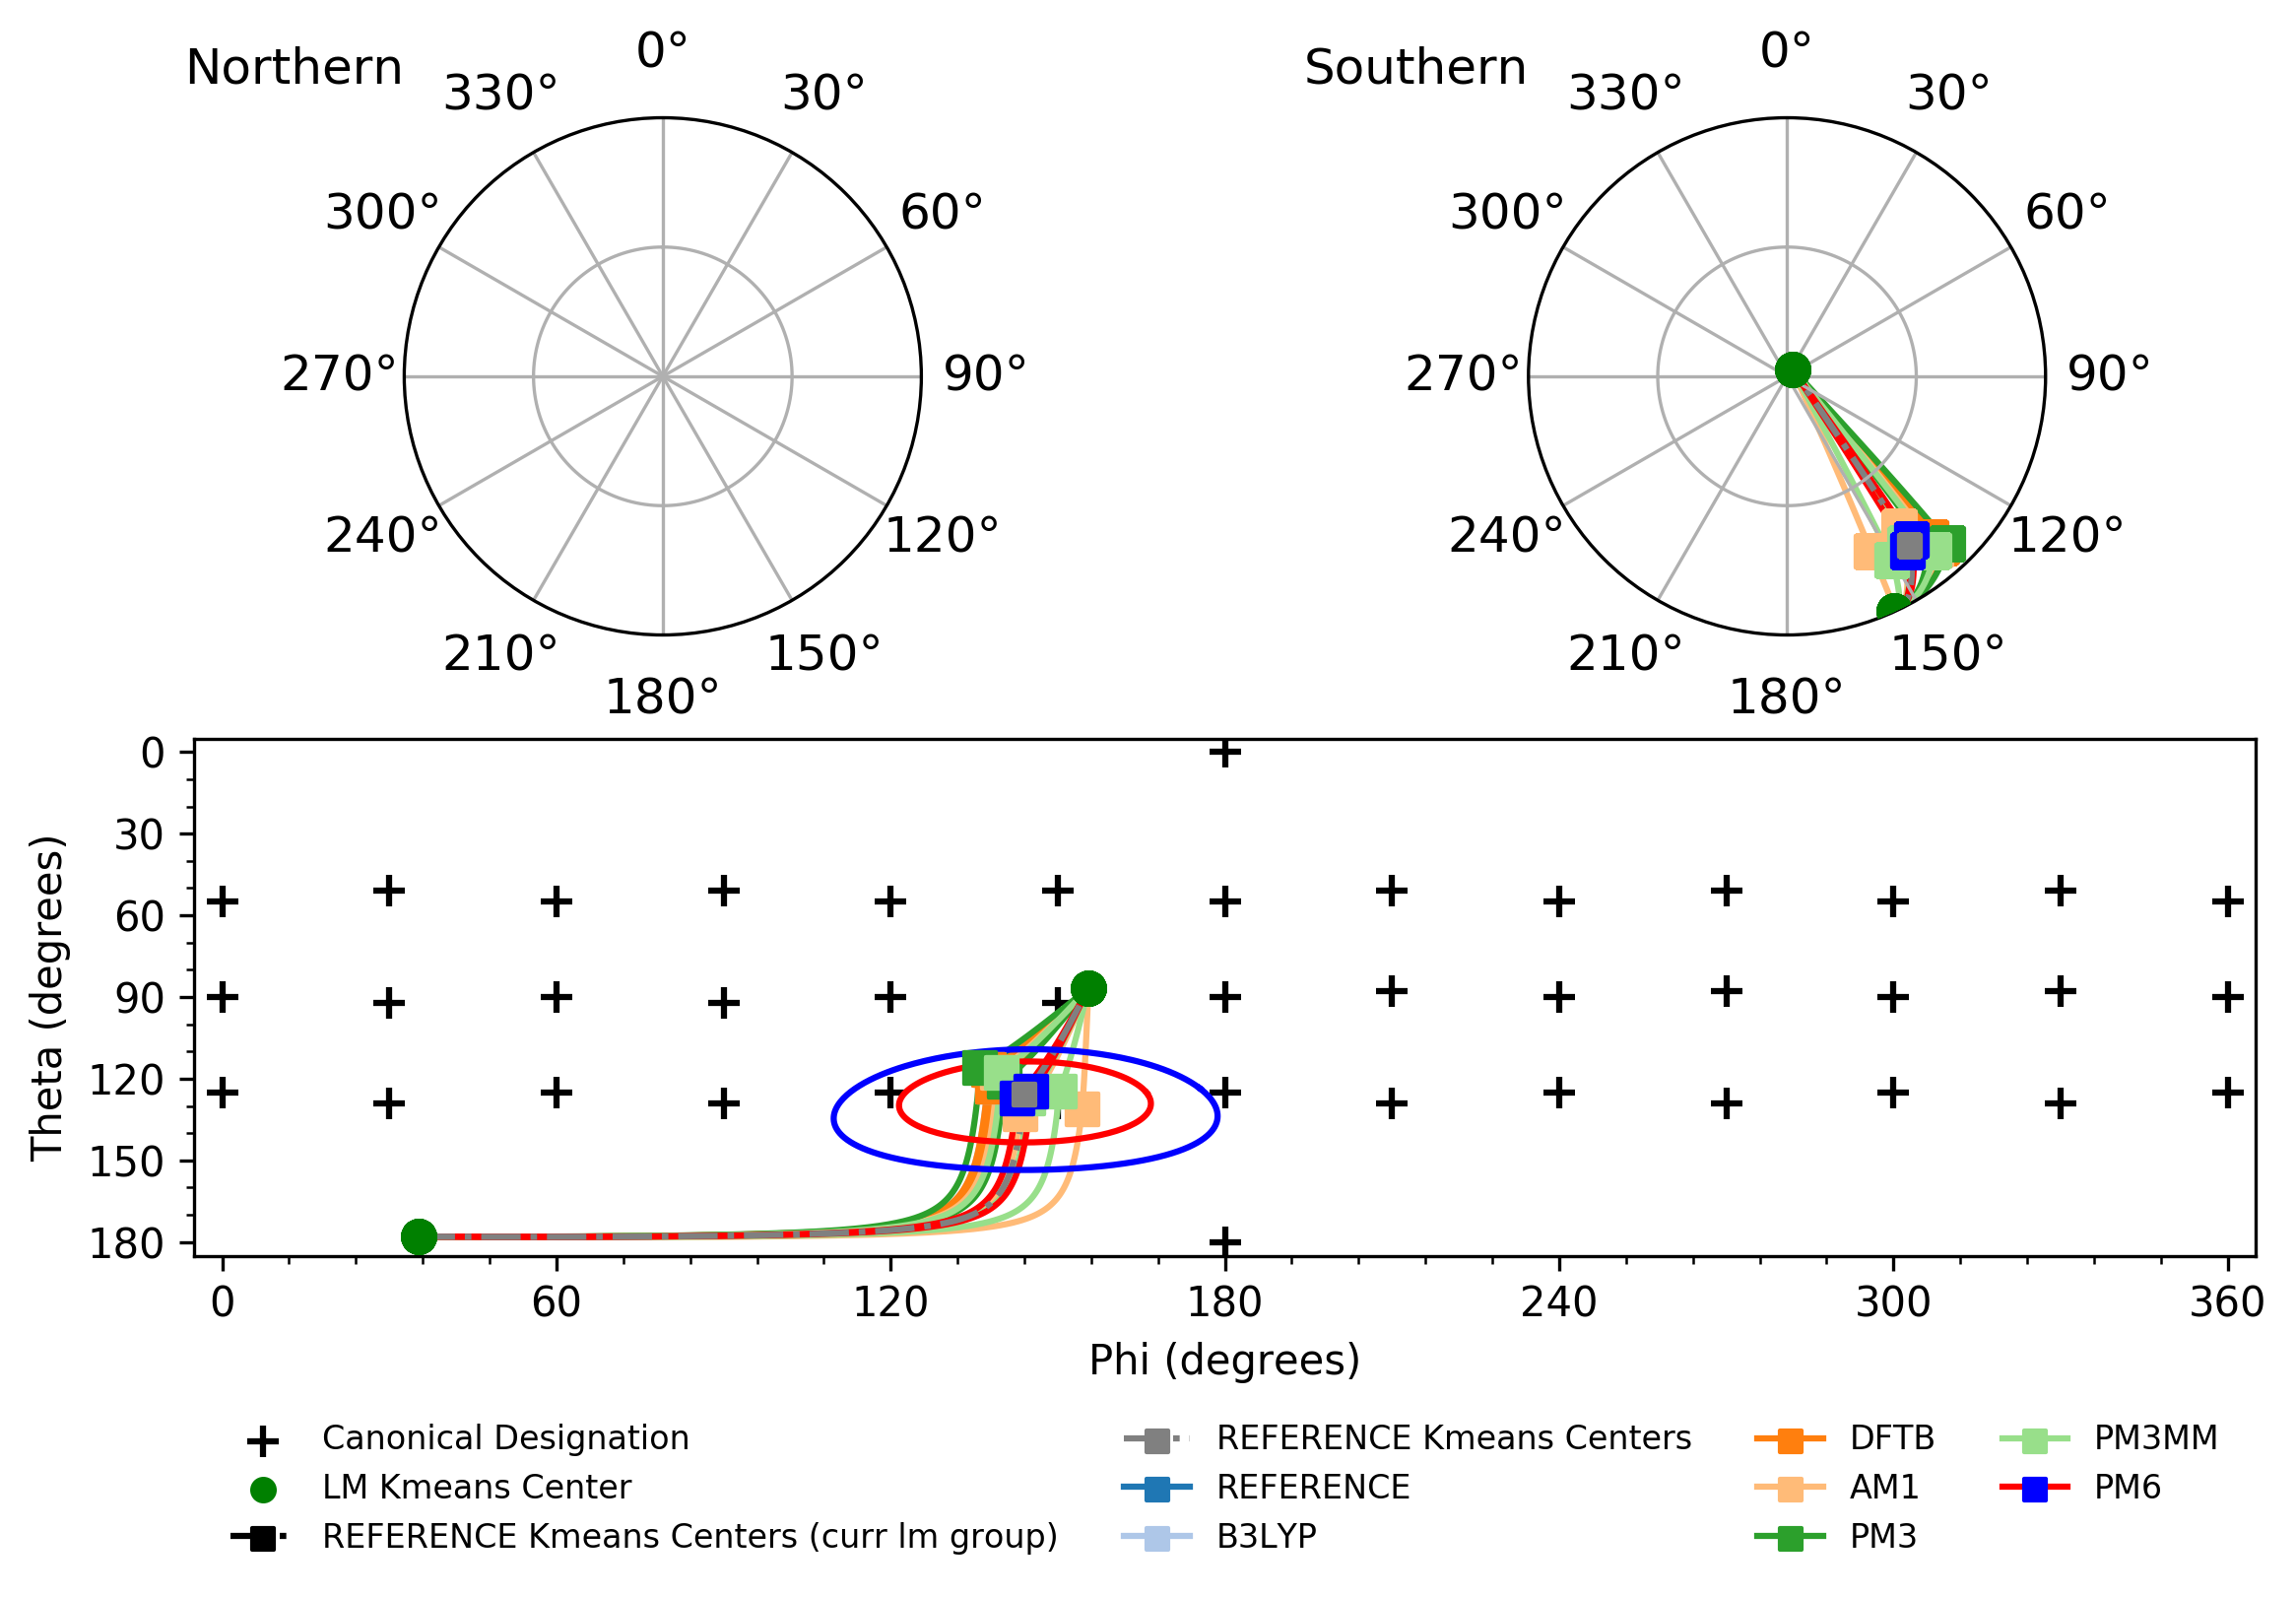 Northern
0°
30°
60°
90°
120°
150°
180°
210°
240°
270°
300°
330°
Southern
0°
30°
60°
90°
120°
150°
180°
210°
240°
270°
300°
330°
Theta (degrees)
0
30
60
90
120
150
180
0 60 120 180 240 300 360
Phi (degrees)
Canonical Designation
LM Kmeans Center
REFERENCE Kmeans Centers (curr lm group)
REFERENCE Kmeans Centers
REFERENCE
B3LYP
DFTB
AM1
PM3
PM3MM
PM6